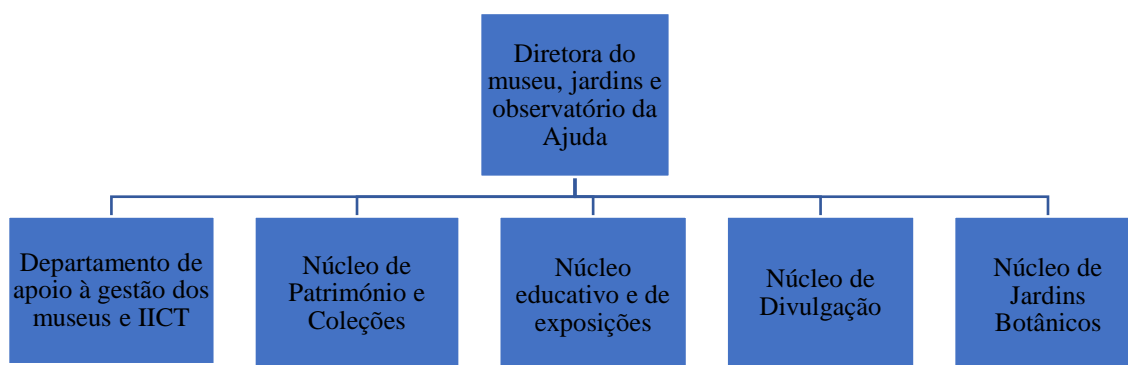 Diretora do
museu, jardins e
observatório da
Ajuda
Departamento de
apoio à gestão dos
museus e IICT
Núcleo de
Património e
Coleções
Núcleo
educativo e de
exposições
Núcleo de
Divulgação
Núcleo de
Jardins
Botânicos